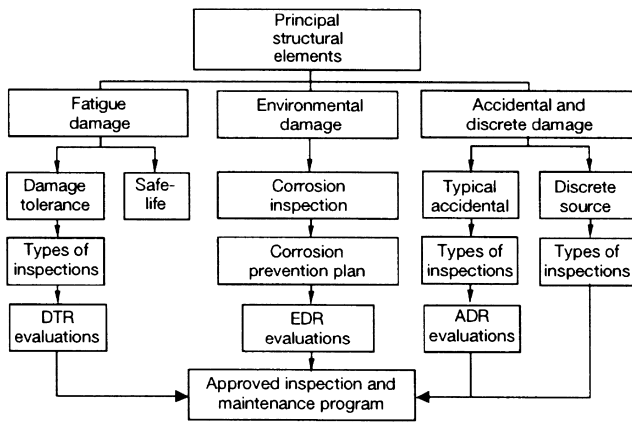 Principal
structural
elements
Fatigue
damage
Environmental
damage
Accidental and
discrete damage
Damage
tolerance
Safe-
life
Corrosion
inspection
Typical
accidental
Discrete
source
Types of
inspections
Corrosion
prevention plan
Types of
inspections
Types of
inspections
DTR
evaluations
EDR
evaluations
ADR
evaluations
Approved inspection and
maintenance program